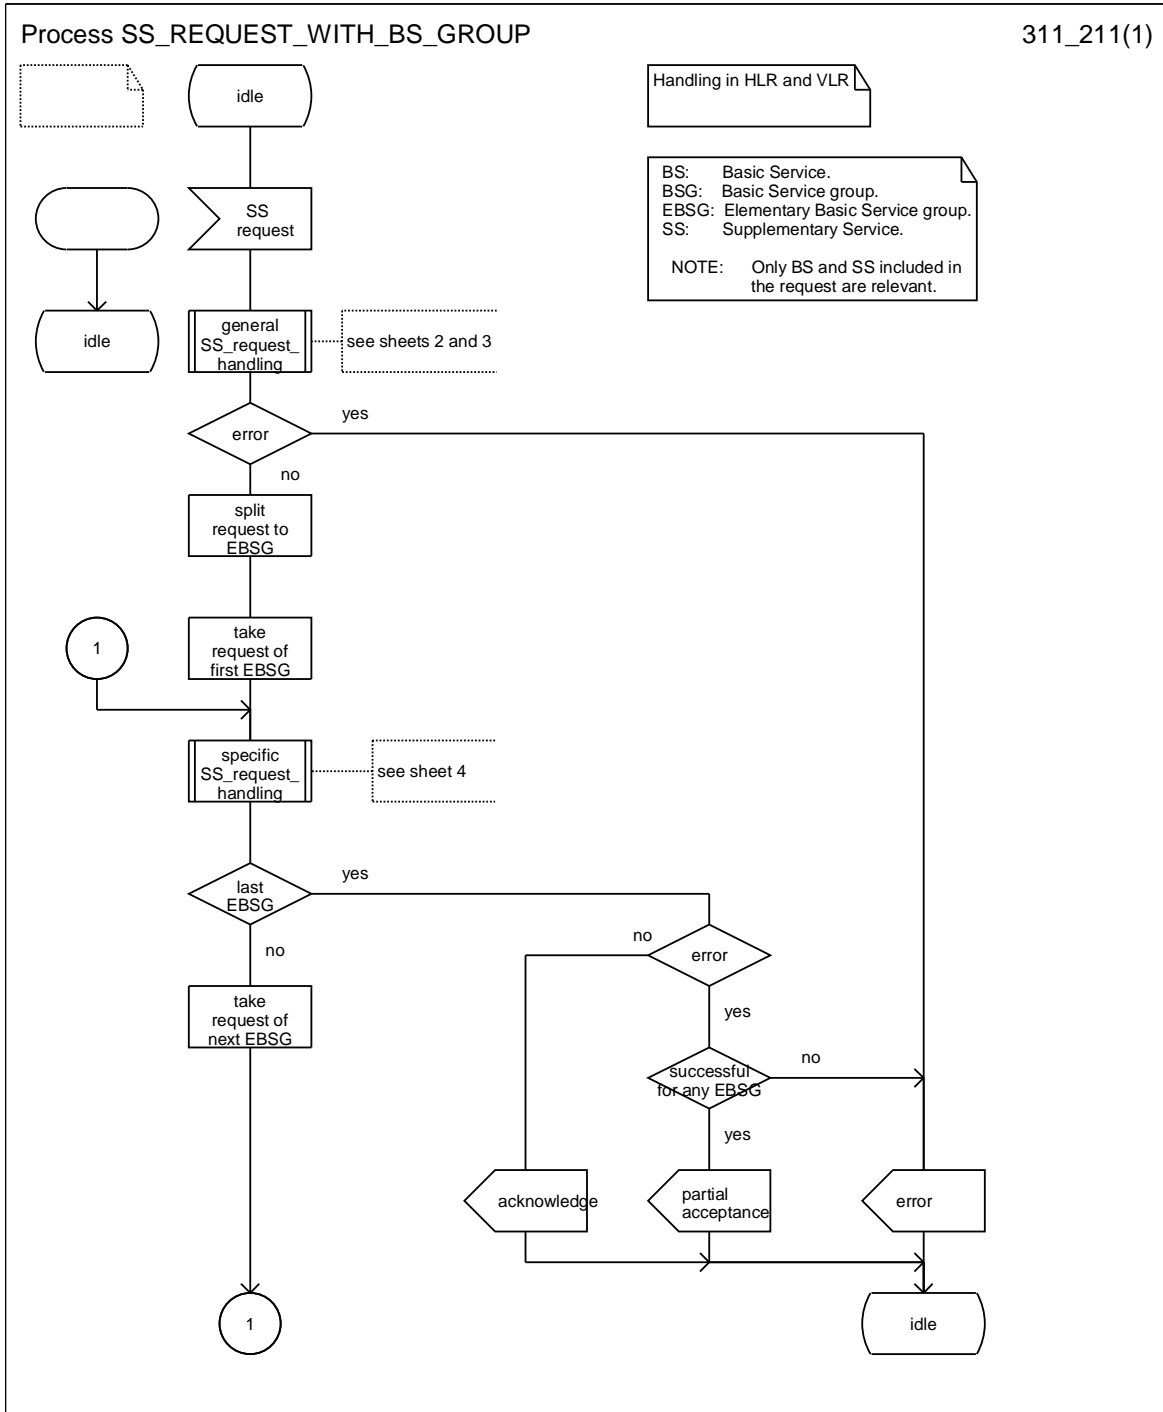 Process SS_REQUEST_WITH_BS_GROUP
311_211(1)
idle
Handling in HLR and VLR
BS: Basic Service.
BSG: Basic Service group.
EBSG: Elementary Basic Service group.
SS: Supplementary Service.
NOTE: Only BS and SS included in
the request are relevant.
SS
request
idle
general
SS_request_
handling
see sheets 2 and 3
error
yes
no
split
request to
EBSG
1
take
request of
first EBSG
specific
SS_request_
handling
see sheet 4
last
EBSG
yes
no
take
request of
next EBSG
error
no
yes
successful
for any EBSG
no
yes
acknowledge
partial
acceptance
error
1
idle